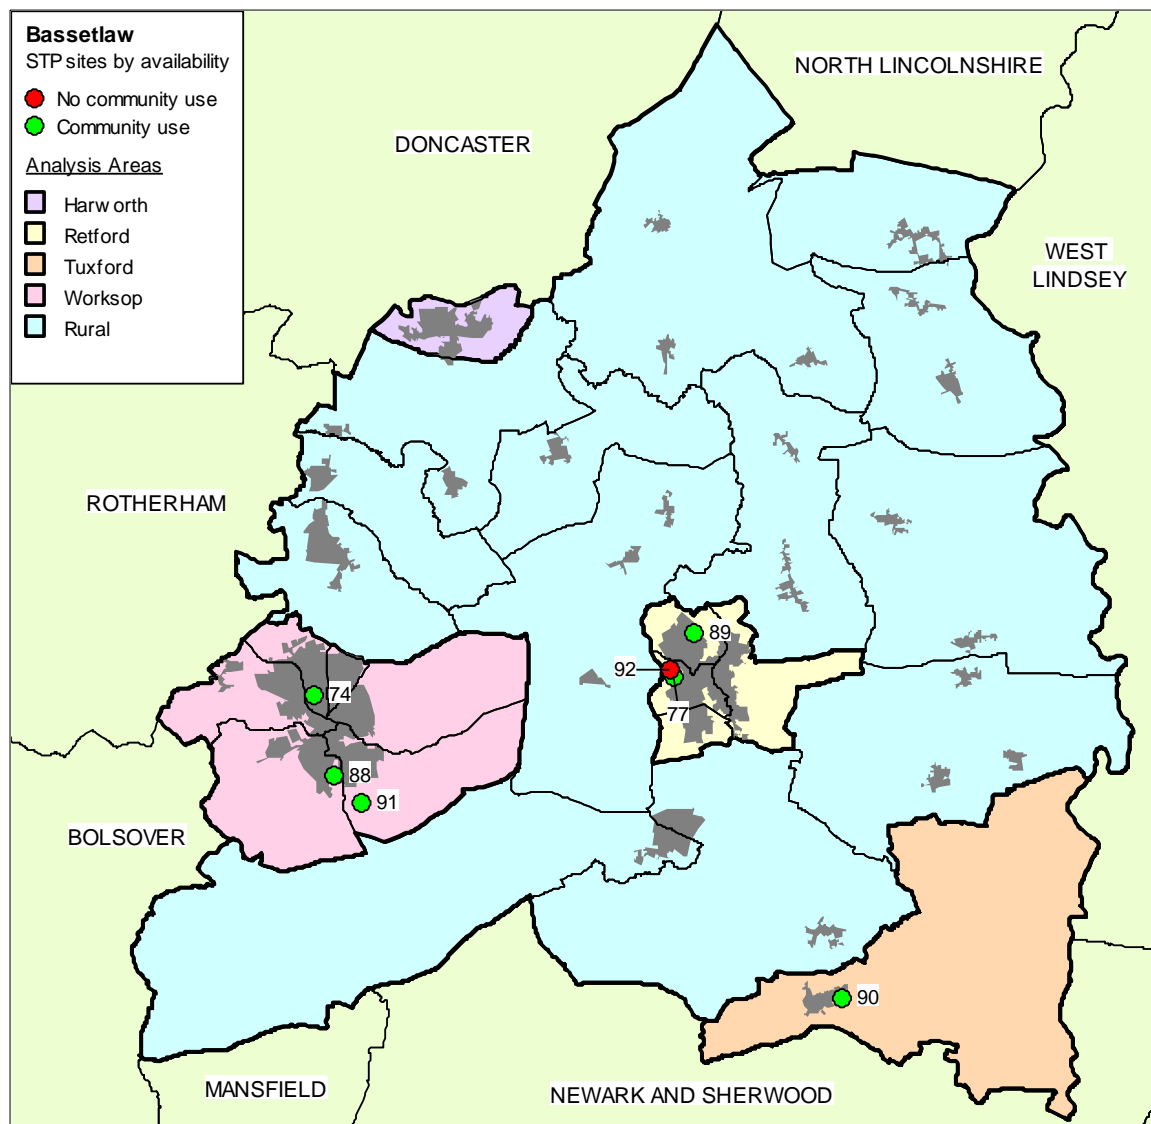 Bassetlaw
STP sites by availability
No community use
Community use
Analysis Areas
Harworth
Retford
Tuxford
Worksop
Rural
NORTH LINCOLNSHIRE
DONCASTER
WEST
LINDSEY
ROTHERHAM
89
92
74
77
88
91
BOLSOVER
90
MANSFIELD
NEWARK AND SHERWOOD